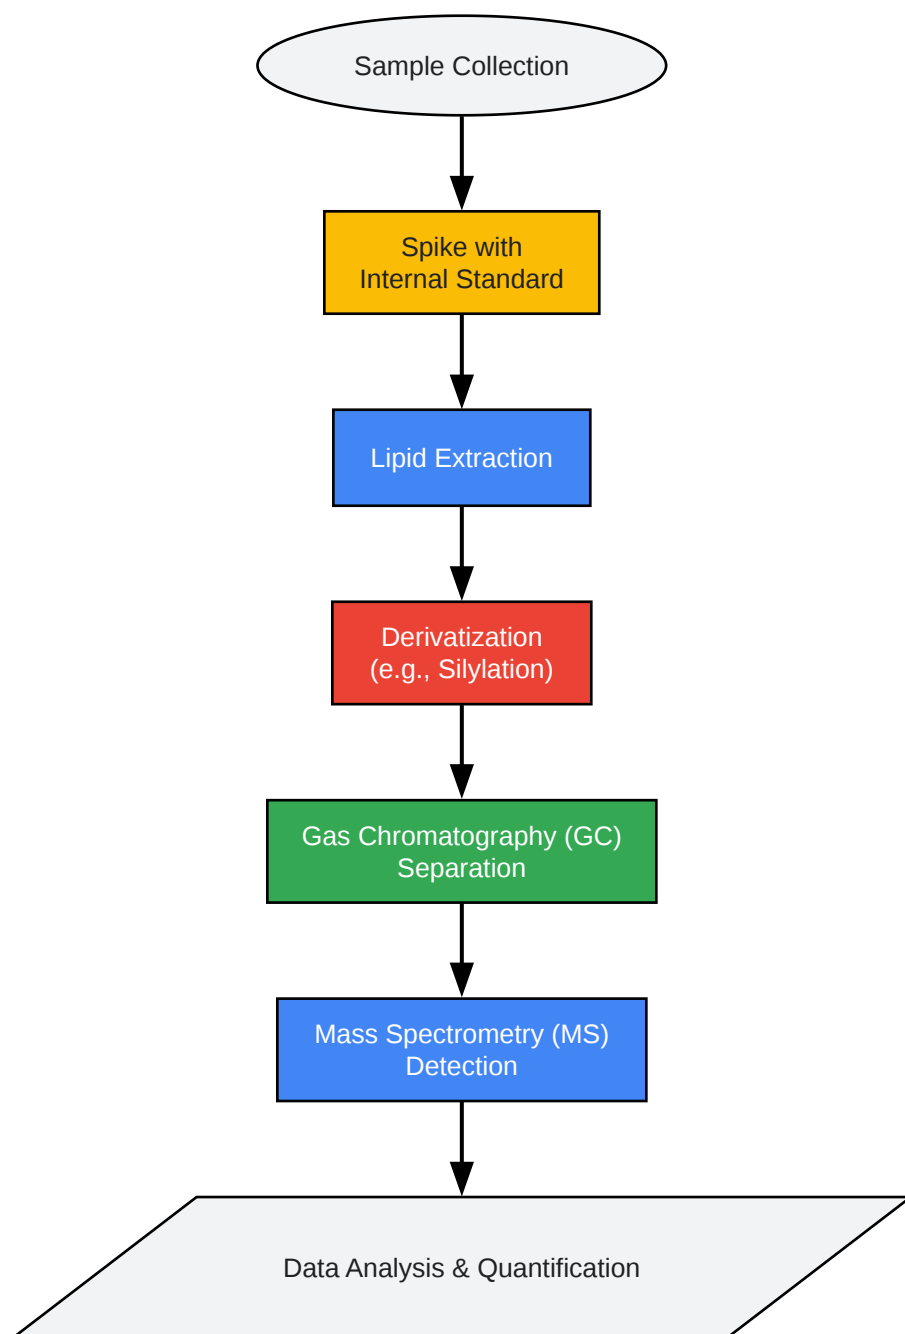 Sample Collection
Spike with
Internal Standard
Lipid Extraction
Derivatization
(e.g., Silylation)
Gas Chromatography (GC)
Separation
Mass Spectrometry (MS)
Detection
Data Analysis & Quantification